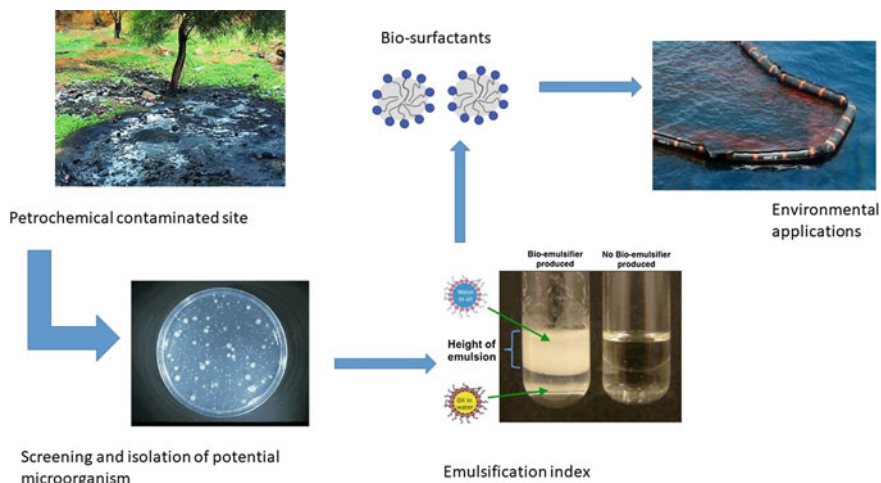 Bio-surfactants
Petrochemical contaminated site
Environmental
applications
Bio-emulsifier
produced
No Bio-emulsifier
produced
Water
in oil
Height of
emulsion
Oil in
water
Screening and isolation of potential
microorganism
Emulsification index